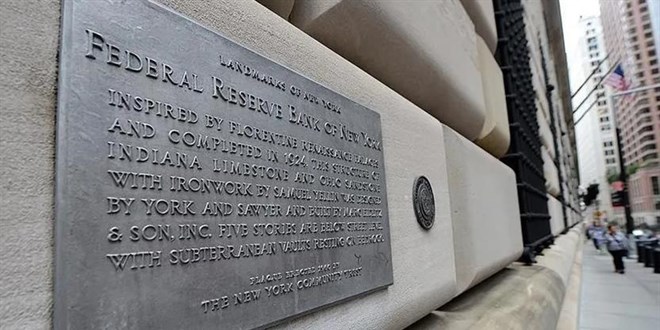 LANDMARKS OF NEW YORK
FEDERAL RESERVE BANK OF NEW YORK
INSPIRED BY FLORENTINE RENAISSANCE PALACES
AND COMPLETED IN 1924 THIS STRUCTURE OF
INDIANA LIMESTONE AND OHIO SANDSTONE
WITH IRONWORK BY SAMUEL YELLIN WAS DESIGNED
BY YORK AND SAWYER AND BUILT BY MARC EIDLITZ
& SON, INC. FIVE STORIES ARE BELOW STREET LEVEL
WITH SUBTERRANEAN VAULTS RESTING ON BEDROCK.
PLAQUE ERECTED BY
THE NEW YORK COMMUNITY TRUST